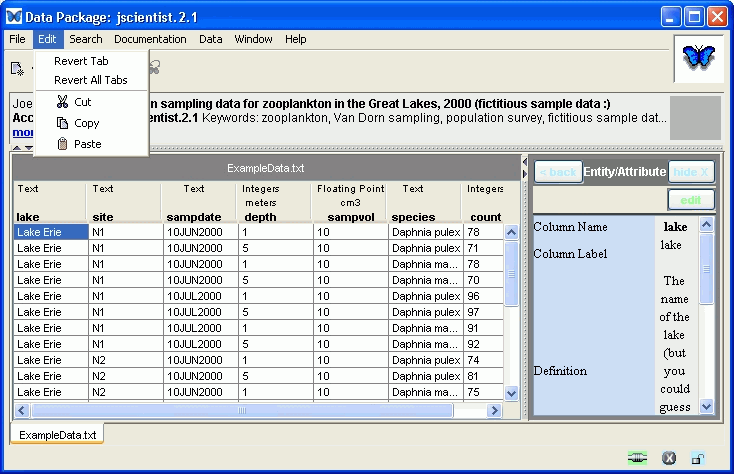 Data Package: jscientist.2.1
File Edit Search Documentation Data Window Help
Revert Tab
Revert All Tabs
Cut
Copy
Paste
Joe
n sampling data for zooplankton in the Great Lakes, 2000 (fictitious sample data :)
Acc
ientist.2.1 Keywords: zooplankton, Van Dorn sampling, population survey, fictitious sample dat...
mor
ExampleData.txt
Text Text Text Integers Floating Point Text Integers
meters cm3
lake site sampdate depth sampvol species count
Lake Erie N1 10JUN2000 1 10 Daphnia pulex 78
Lake Erie N1 10JUN2000 5 10 Daphnia pulex 71
Lake Erie N1 10JUN2000 1 10 Daphnia ma... 78
Lake Erie N1 10JUN2000 5 10 Daphnia ma... 70
Lake Erie N1 10JUL2000 1 10 Daphnia pulex 96
Lake Erie N1 10JUL2000 5 10 Daphnia pulex 97
Lake Erie N1 10JUL2000 1 10 Daphnia ma... 91
Lake Erie N1 10JUL2000 5 10 Daphnia ma... 92
Lake Erie N2 10JUN2000 1 10 Daphnia pulex 74
Lake Erie N2 10JUN2000 5 10 Daphnia pulex 81
Lake Erie N2 10JUN2000 1 10 Daphnia ma... 75
ExampleData.txt
< back Entity/Attribute hide X
edit
Column Name lake
Column Label lake
Definition
The
name
of the
lake
(but
you
could
guess